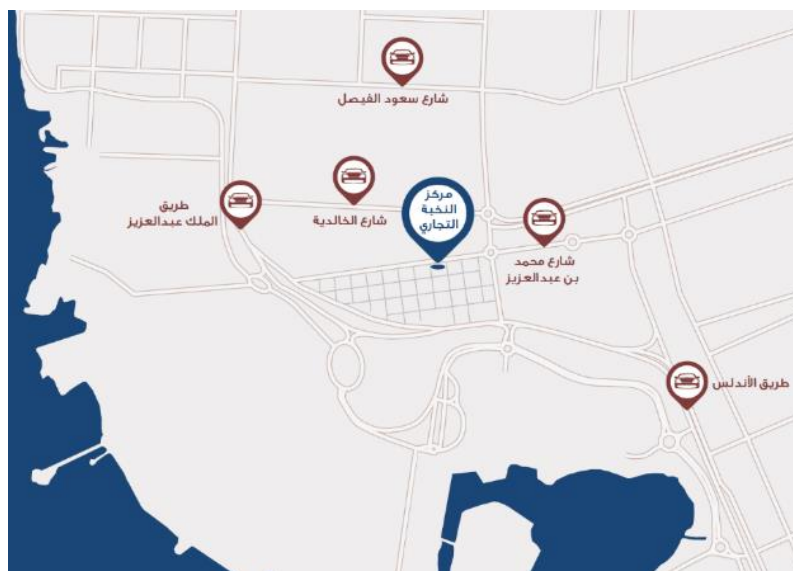 شارع سعود الفيصل
طريق
الملك عبدالعزيز
شارع الخالدية
مركز
النخبة
التجاري
شارع محمد
بن عبدالعزيز
طريق الأندلس